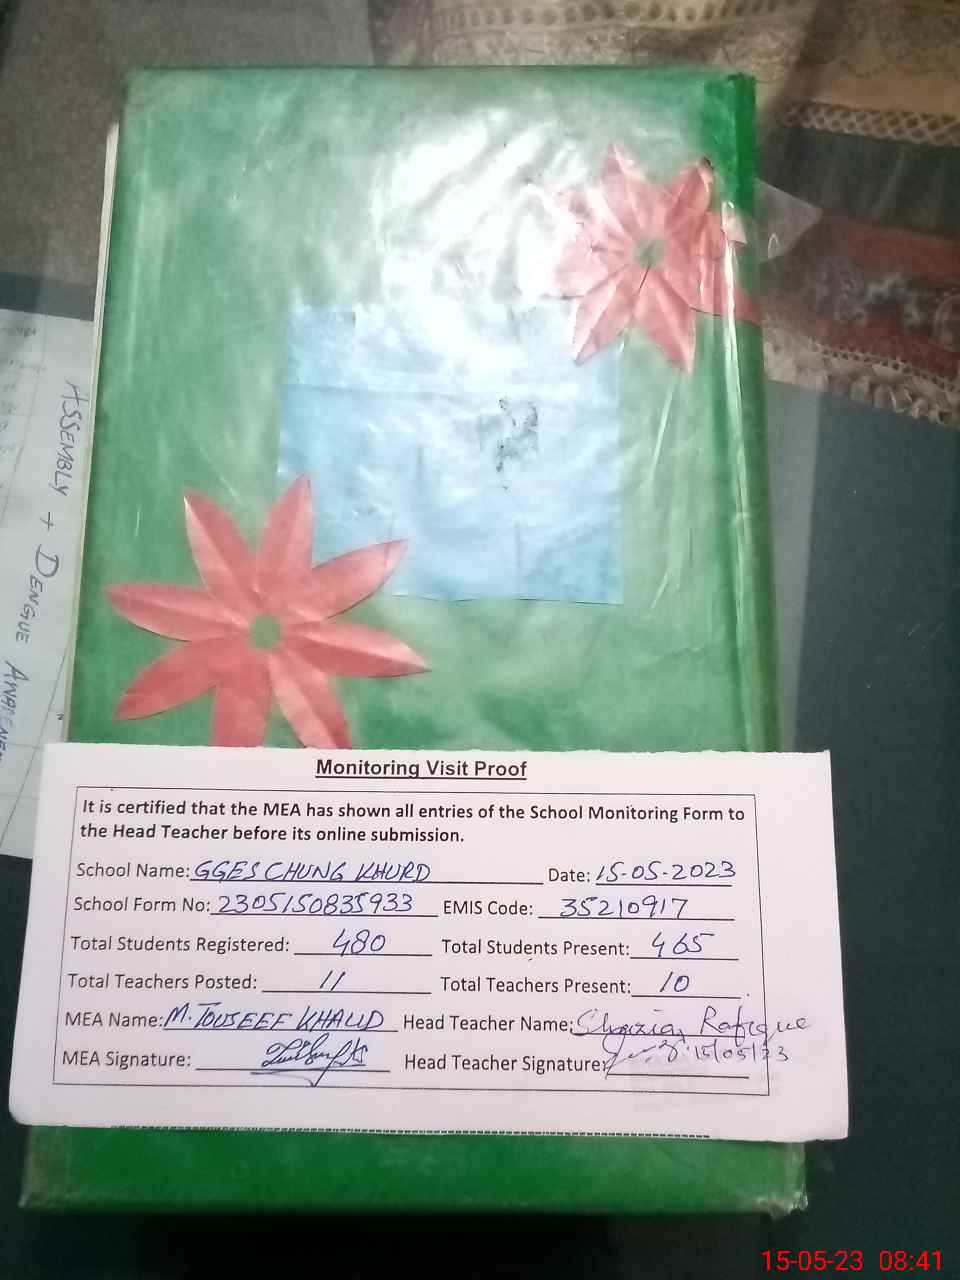 ASSEMBLY + DENGUE
Monitoring Visit Proof
It is certified that the MEA has shown all entries of the School Monitoring Form to
the Head Teacher before its online submission.
School Name: GGES CHUNG KHURD Date: 15-05-2023
School Form No: 2305150835933 EMIS Code: 35210917
Total Students Registered: 480 Total Students Present: 465
Total Teachers Posted: 11 Total Teachers Present: 10
MEA Name: M. TOUSEEF KHALID Head Teacher Name: Shazia Rafique
MEA Signature: Head Teacher Signature: 15/05/23
15-05-23 08:41